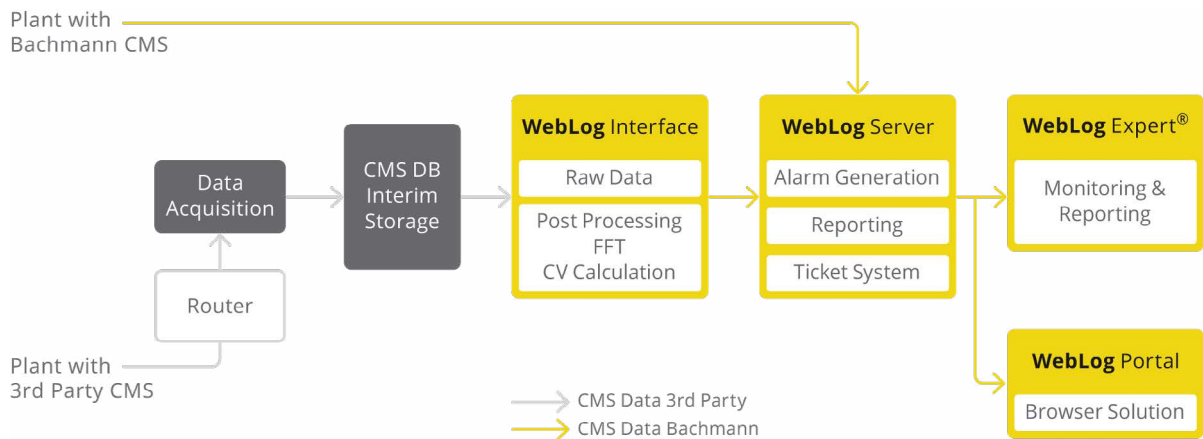 Plant with
Bachmann CMS
WebLog Interface
WebLog Server
WebLog Expert®
Data
Acquisition
CMS DB
Interim
Storage
Raw Data
Post Processing
FFT
CV Calculation
Alarm Generation
Reporting
Ticket System
Monitoring &
Reporting
Router
Plant with
3rd Party CMS
WebLog Portal
Browser Solution
CMS Data 3rd Party
CMS Data Bachmann